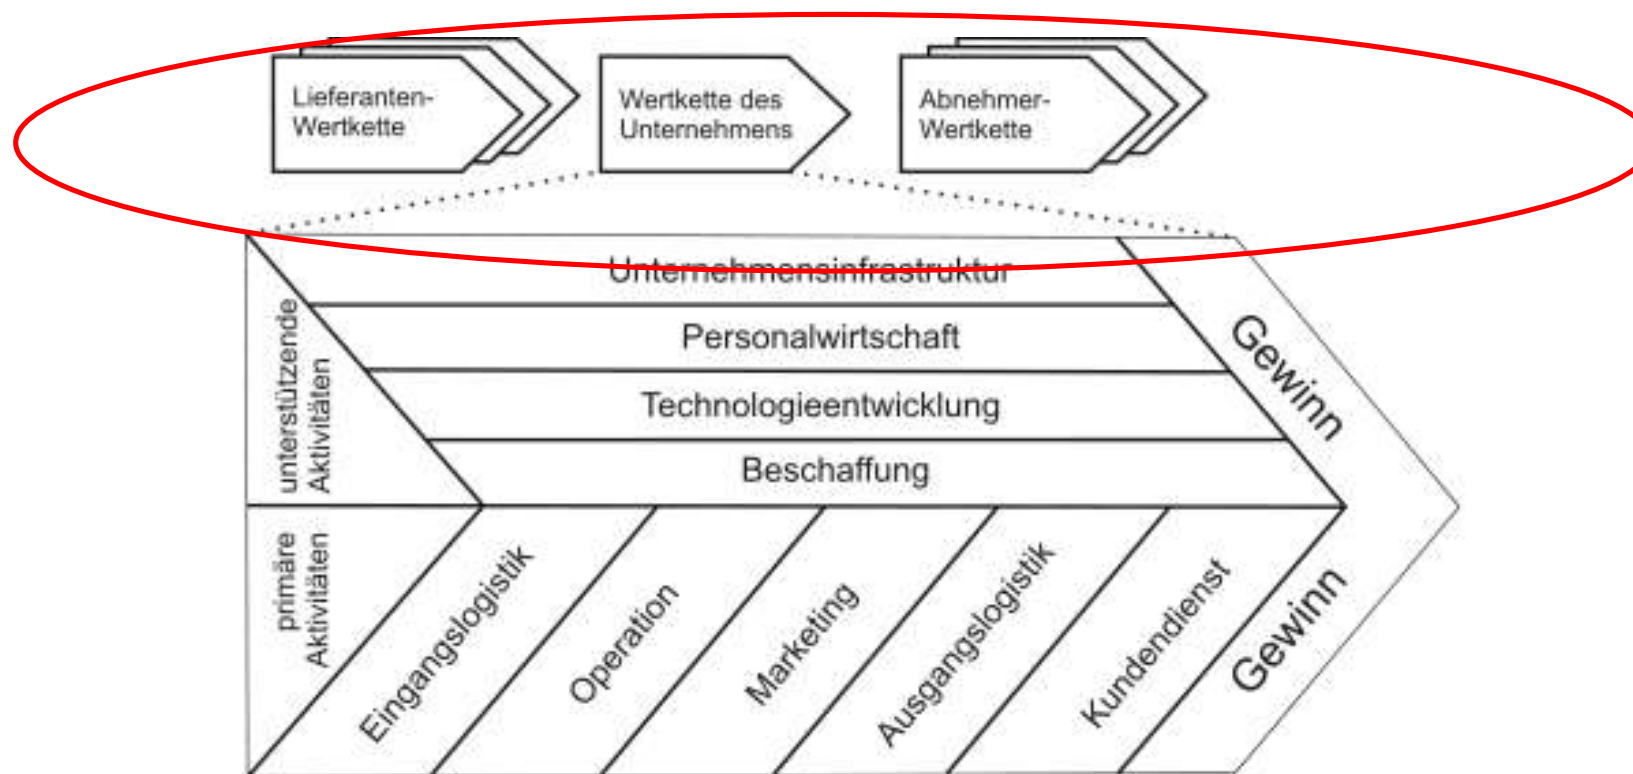 Lieferanten-
Wertkette
Wertkette des
Unternehmens
Abnehmer-
Wertkette
Unternehmensinfrastruktur
Personalwirtschaft
Technologieentwicklung
Beschaffung
unterstützende
Aktivitäten
primäre
Aktivitäten
Eingangslogistik
Operation
Marketing
Ausgangslogistik
Kundendienst
Gewinn
Gewinn